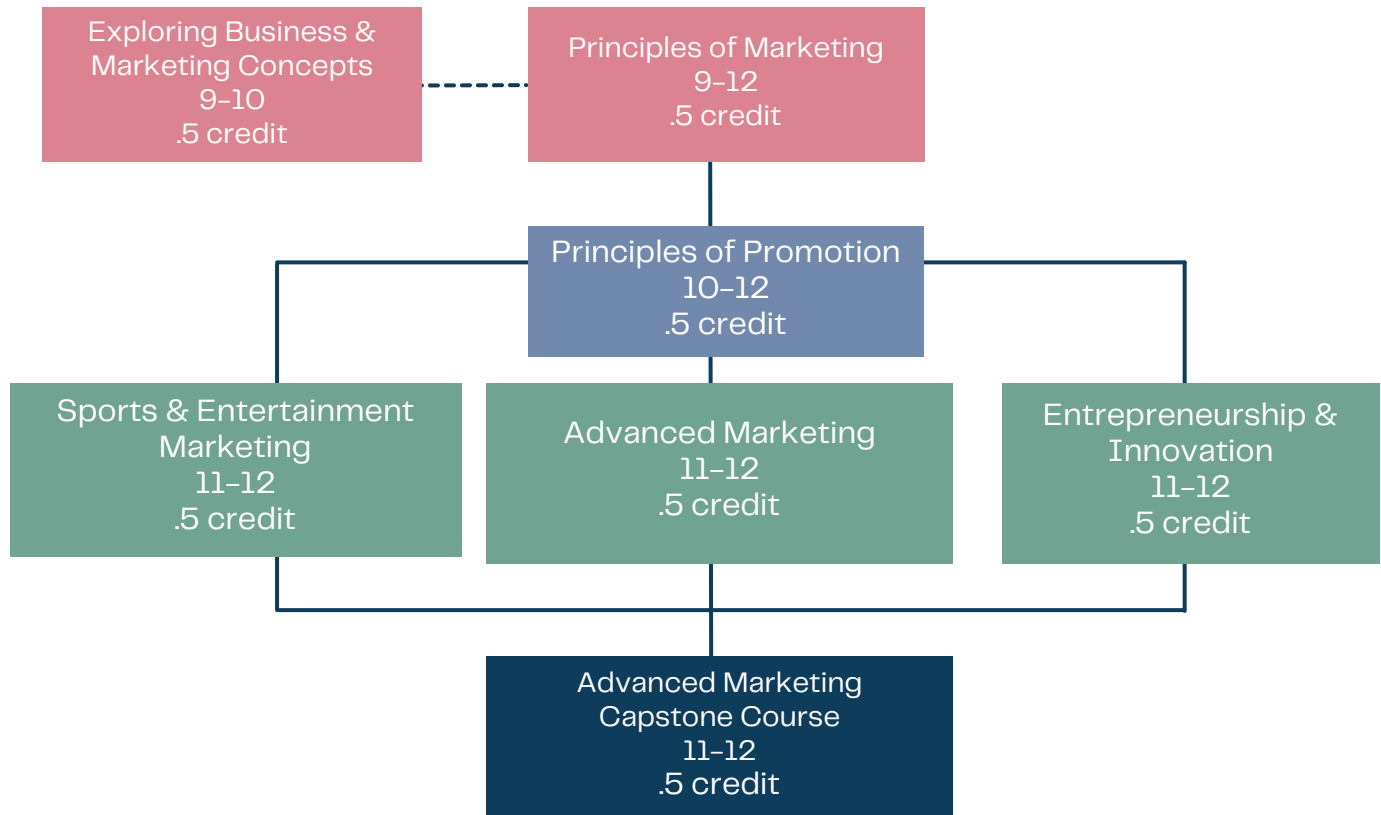 Exploring Business &
Marketing Concepts
9-10
.5 credit
Principles of Marketing
9-12
.5 credit
Principles of Promotion
10-12
.5 credit
Sports & Entertainment
Marketing
11-12
.5 credit
Advanced Marketing
11-12
.5 credit
Entrepreneurship &
Innovation
11-12
.5 credit
Advanced Marketing
Capstone Course
11-12
.5 credit